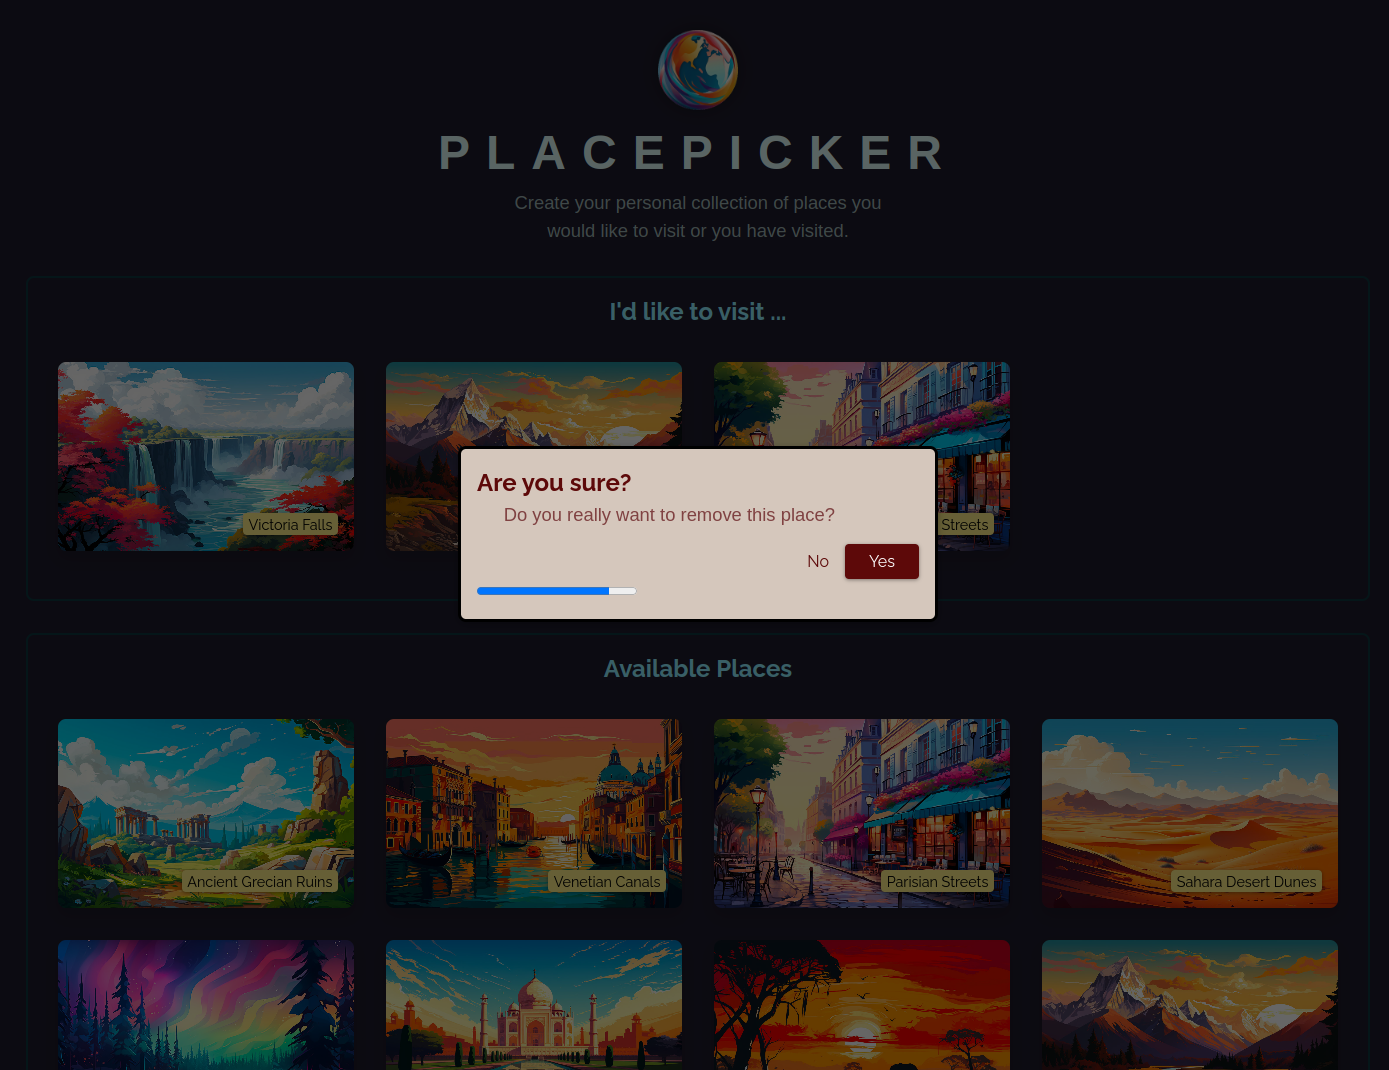 PLACEPICKER
Create your personal collection of places you
would like to visit or you have visited.
I'd like to visit ...
Victoria Falls
Streets
Are you sure?
Do you really want to remove this place?
No
Yes
Available Places
Ancient Grecian Ruins
Venetian Canals
Parisian Streets
Sahara Desert Dunes